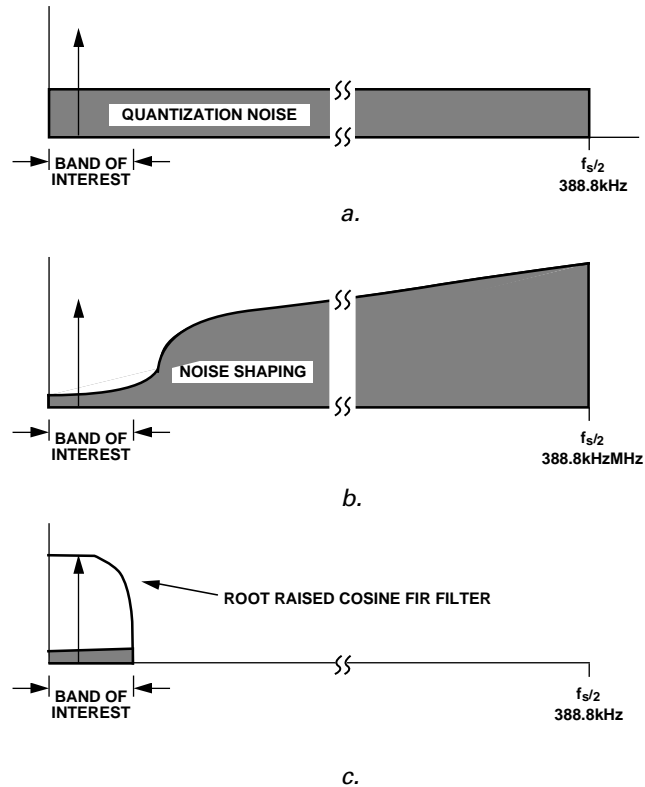 QUANTIZATION NOISE
BAND OF
INTEREST
fs/2
388.8kHz
a.
NOISE SHAPING
BAND OF
INTEREST
fs/2
388.8kHzMHz
b.
ROOT RAISED COSINE FIR FILTER
BAND OF
INTEREST
fs/2
388.8kHz
c.